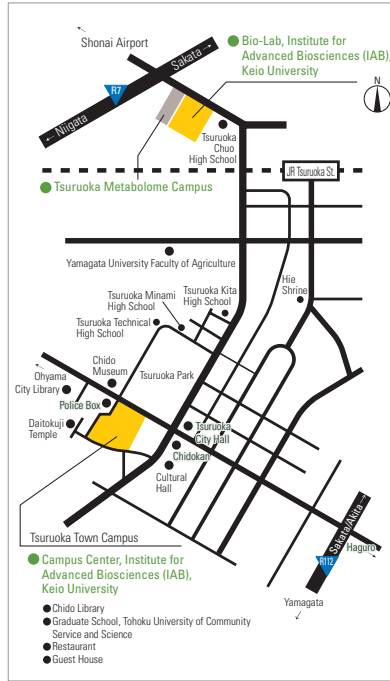 Shonai Airport
Sakata→
R7
←Niigata
Bio-Lab, Institute for
Advanced Biosciences (IAB),
Keio University
N
Tsuruoka
Chuo
High School
JR Tsuruoka St.
Tsuruoka Metabolome Campus
Yamagata University Faculty of Agriculture
Hie
Shrine
Tsuruoka Kita
High School
Tsuruoka Minami
High School
Tsuruoka Technical
High School
Chido
Museum
Tsuruoka Park
Ohyama
City Library
Police Box
Daitokuji
Temple
Tsuruoka
City Hall
Chidokan
Cultural
Hall
Sakata/Akita→
Haguro
R112
Yamagata
Tsuruoka Town Campus
Campus Center, Institute for
Advanced Biosciences (IAB),
Keio University
●Chido Library
●Graduate School, Tohoku University of Community
Service and Science
●Restaurant
●Guest House